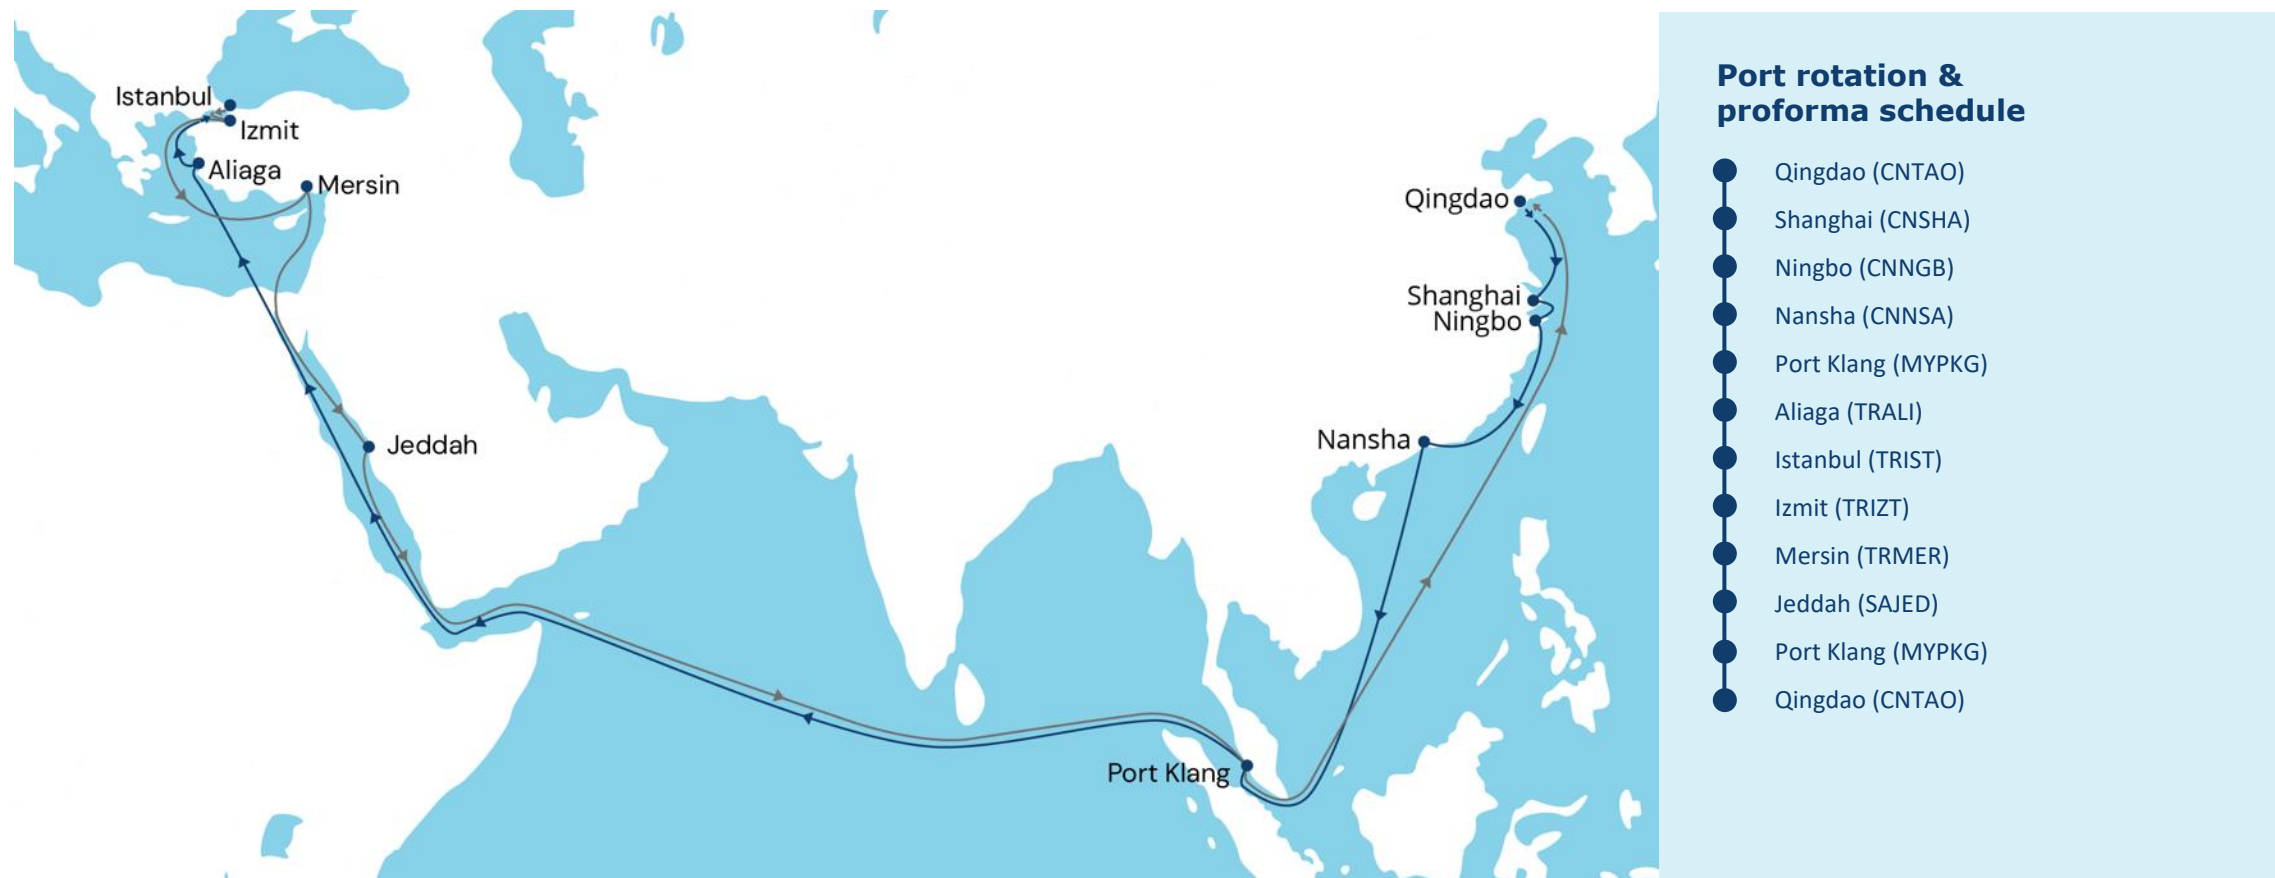 Istanbul
Izmit
Aliaga
Mersin
Jeddah
Qingdao
Shanghai
Ningbo
Nansha
Port Klang
Port rotation &
proforma schedule
Qingdao (CNTAO)
Shanghai (CNSHA)
Ningbo (CNNGB)
Nansha (CNNSA)
Port Klang (MYPKG)
Aliaga (TRALI)
Istanbul (TRIST)
Izmit (TRIZT)
Mersin (TRMER)
Jeddah (SAJED)
Port Klang (MYPKG)
Qingdao (CNTAO)